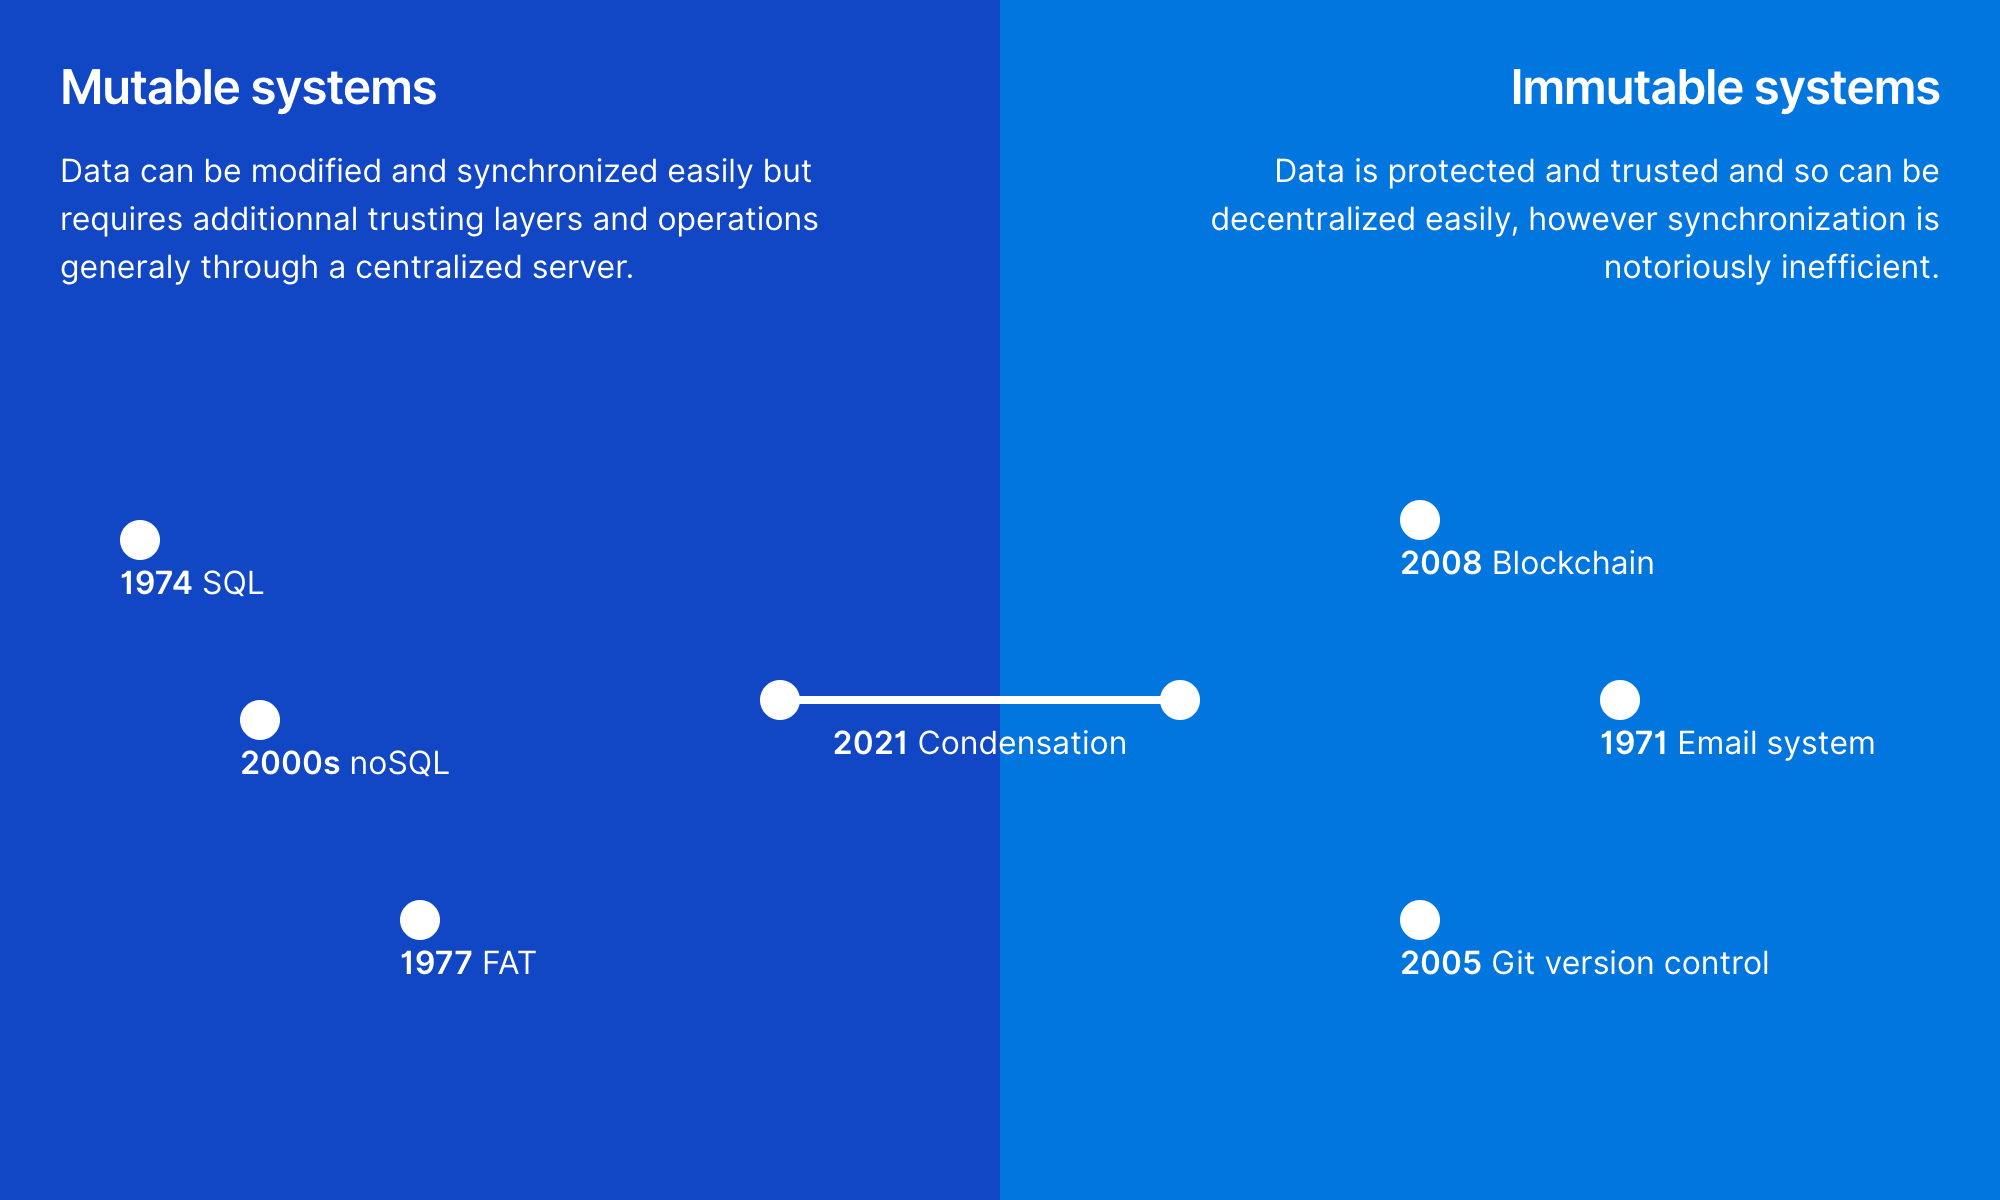 Mutable systems
Data can be modified and synchronized easily but
requires additionnal trusting layers and operations
generaly through a centralized server.
Immutable systems
Data is protected and trusted and so can be
decentralized easily, however synchronization is
notoriously inefficient.
1974 SQL
2000s noSQL
1977 FAT
2021 Condensation
2008 Blockchain
1971 Email system
2005 Git version control